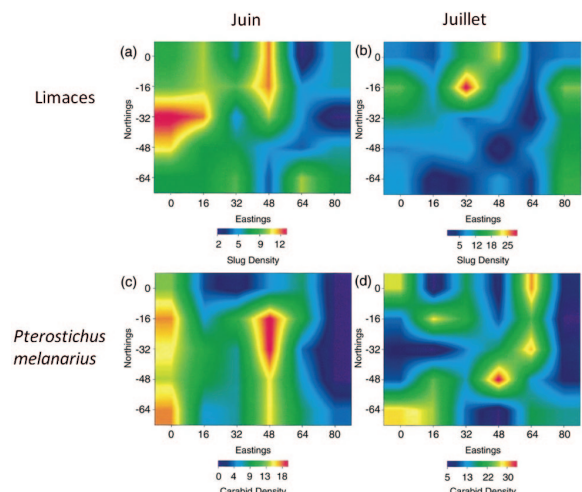 Juin
Juillet
Limaces
(a)
0
-16
-32
-48
-64
Northings
0 16 32 48 64 80
Eastings
2 5 9 12
Slug Density
(b)
0
-16
-32
-48
-64
Northings
0 16 32 48 64 80
Eastings
5 12 18 25
Slug Density
Pterostichus
melanarius
(c)
0
-16
-32
-48
-64
Northings
0 16 32 48 64 80
Eastings
0 4 9 13 18
Carabid Density
(d)
0
-16
-32
-48
-64
Northings
0 16 32 48 64 80
Eastings
5 13 22 30
Carabid Density